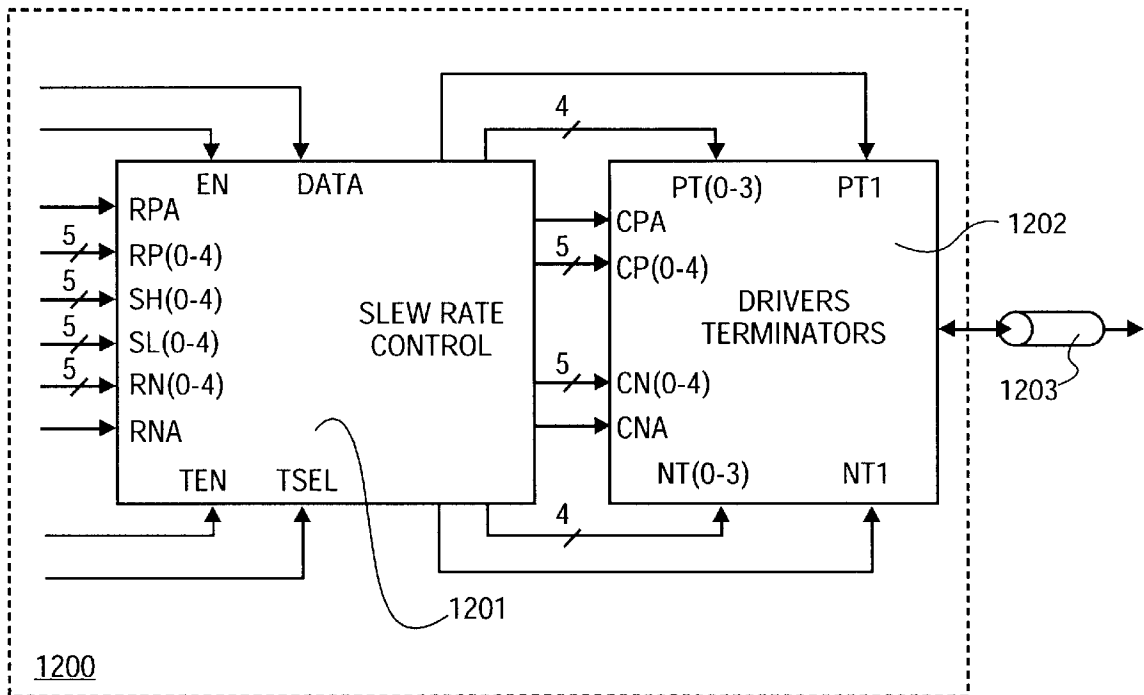 4
EN DATA PT(0-3) PT1
RPA CPA
5 RP(0-4) 5 CP(0-4)
1202
5 SH(0-4)
5 SL(0-4)
SLEW RATE
CONTROL
DRIVERS
TERMINATORS
5 RN(0-4) 5 CN(0-4)
1203
RNA CNA
TEN TSEL NT(0-3) NT1
4
1201
1200